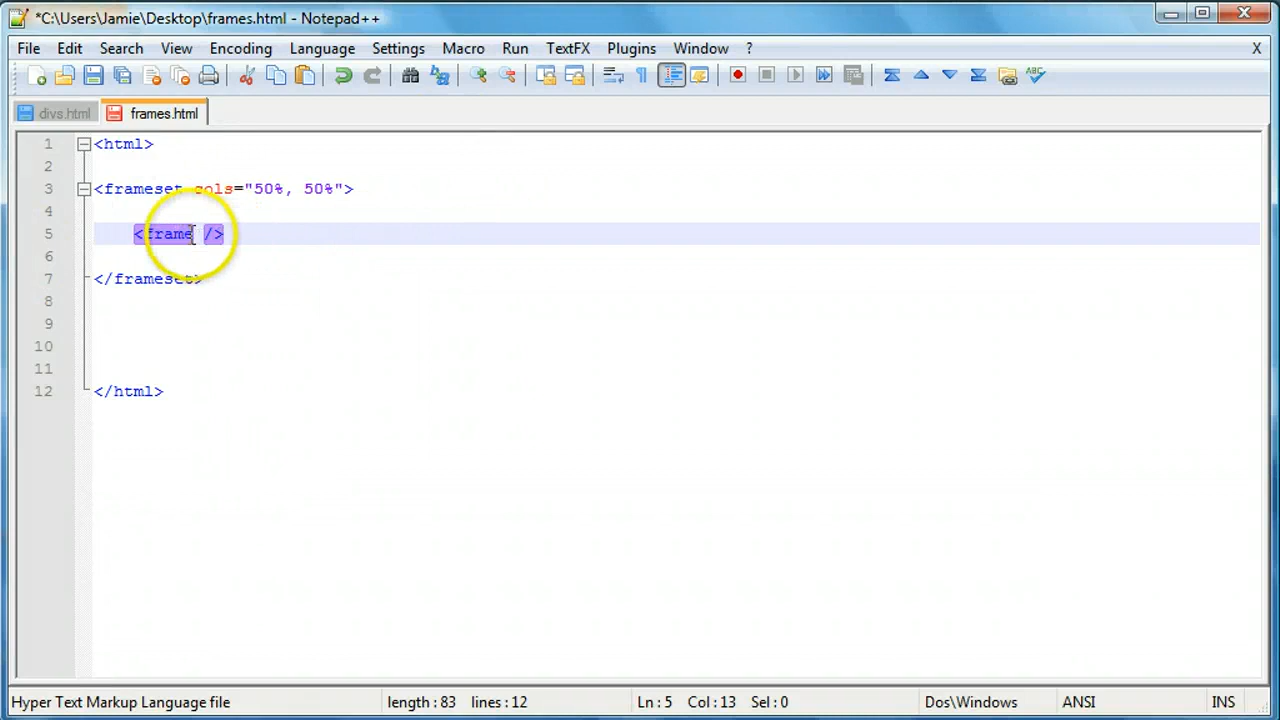 *C:\Users\Jamie\Desktop\frames.html - Notepad++
File Edit Search View Encoding Language Settings Macro Run TextFX Plugins Window ? X
divs.html frames.html
1 <html>
2
3 <frameset cols="50%, 50%">
4
5 <frame />
6
7 </frameset>
8
9
10
11
12 </html>
Hyper Text Markup Language file length : 83 lines : 12 Ln : 5 Col : 13 Sel : 0 Dos\Windows ANSI INS